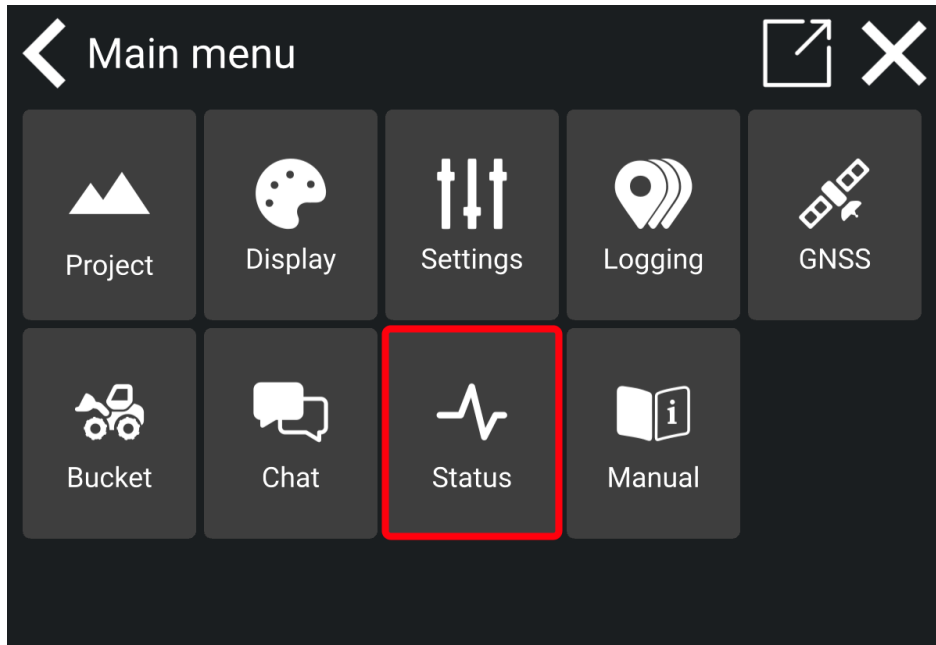 Main menu
Project
Display
Settings
Logging
GNSS
Bucket
Chat
Status
i
Manual